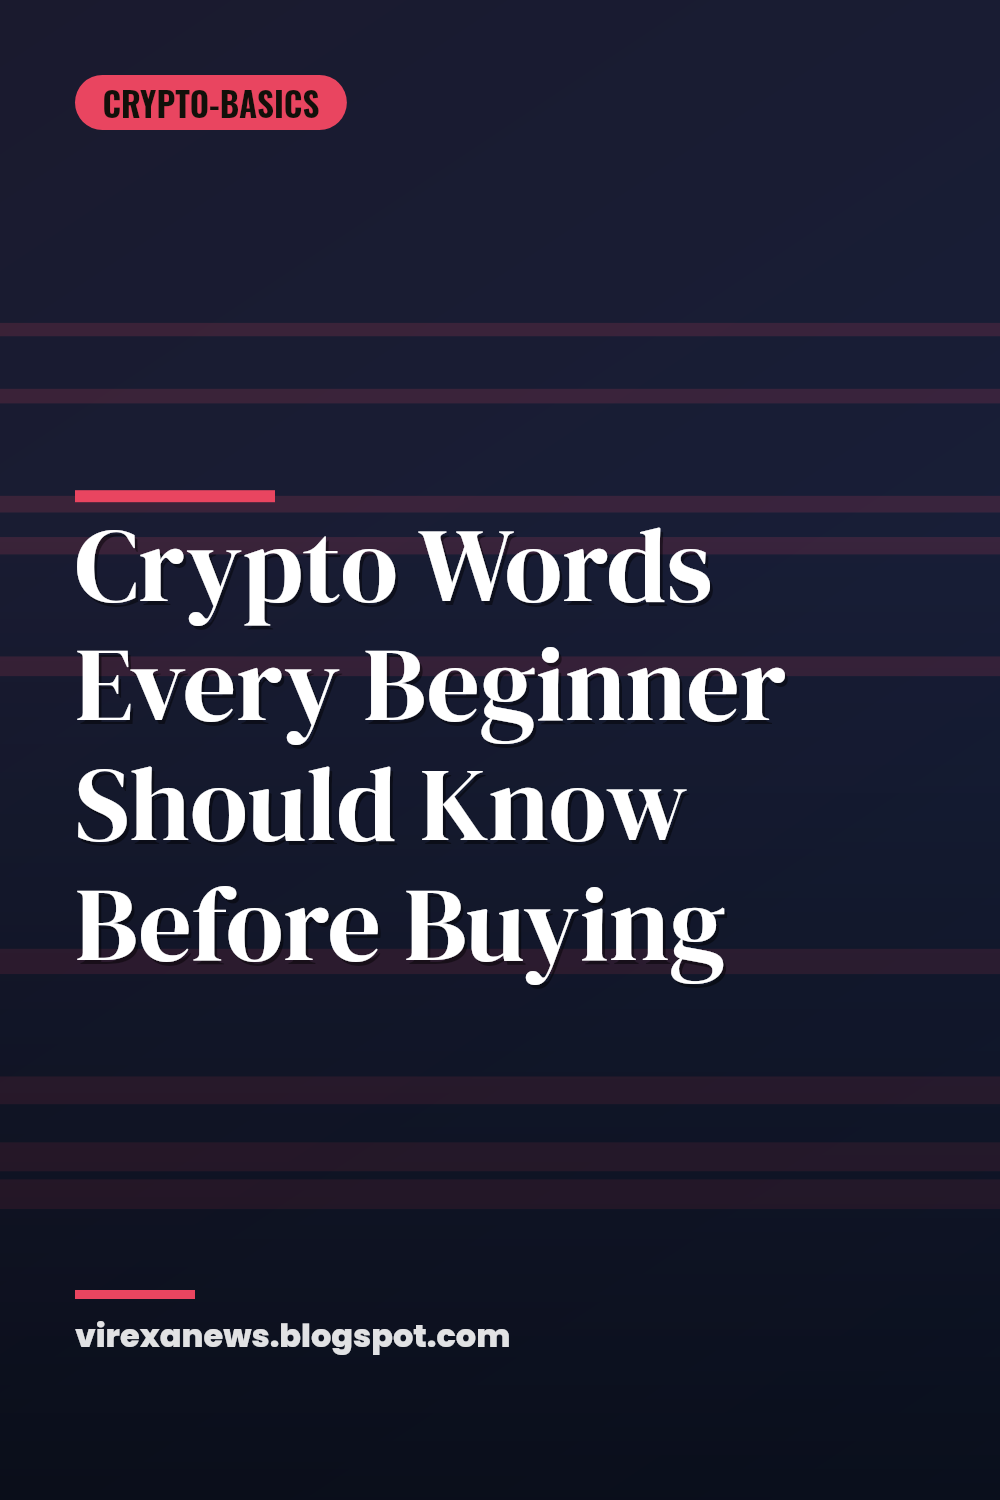 CRYPTO-BASICS
Crypto Words
Every Beginner
Should Know
Before Buying
virexanews.blogspot.com